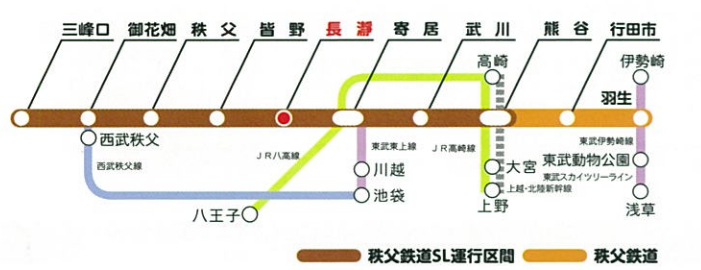 三峰口 御花畑 秩父 皆野 長瀞 寄居 武川 熊谷 行田市
高崎 伊勢崎
羽生
西武秩父
西武秩父線
JR八高線
東武東上線
JR高崎線
東武伊勢崎線
川越
大宮
東武動物公園
東武スカイツリーライン
池袋
上越・北陸新幹線
八王子
上野
浅草
秩父鉄道SL運行区間 秩父鉄道